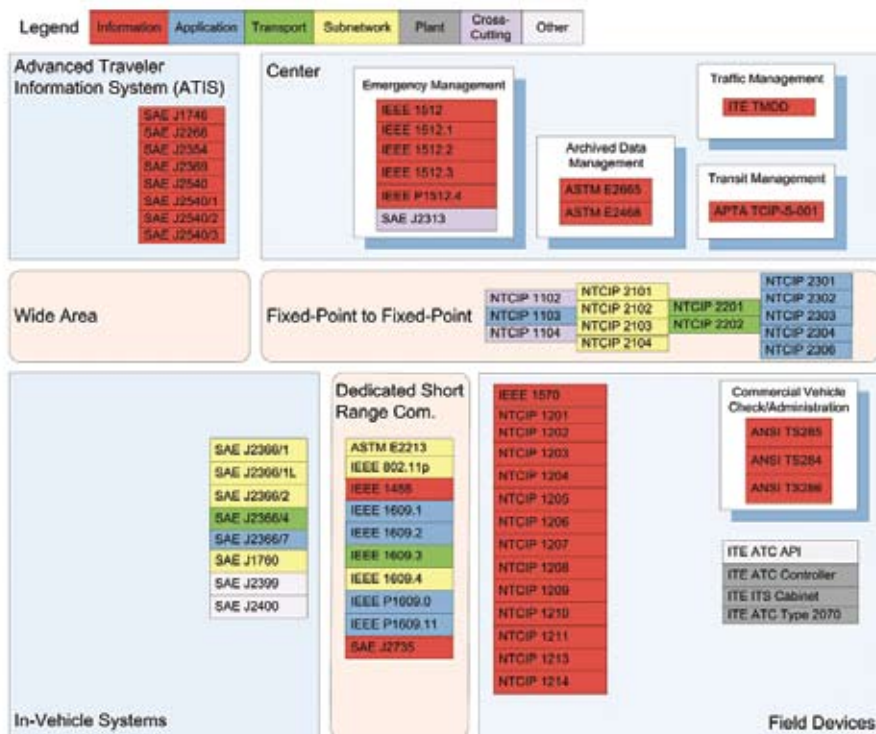 Legend
Information
Application
Transport
Subnetwork
Plant
Cross-
Cutting
Other
Advanced Traveler
Information System (ATIS)
SAE J1746
SAE J2266
SAE J2354
SAE J2369
SAE J2540
SAE J2540/1
SAE J2540/2
SAE J2540/3
Center
Emergency Management
IEEE 1512
IEEE 1512.1
IEEE 1512.2
IEEE 1512.3
IEEE P1512.4
SAE J2313
Archived Data
Management
ASTM E2665
ASTM E2468
Traffic Management
ITE TMDD
Transit Management
APTA TCIP-S-001
Wide Area
Fixed-Point to Fixed-Point
NTCIP 1102
NTCIP 1103
NTCIP 1104
NTCIP 2101
NTCIP 2102
NTCIP 2103
NTCIP 2104
NTCIP 2201
NTCIP 2202
NTCIP 2301
NTCIP 2302
NTCIP 2303
NTCIP 2304
NTCIP 2306
SAE J2366/1
SAE J2366/1L
SAE J2366/2
SAE J2366/4
SAE J2366/7
SAE J1760
SAE J2399
SAE J2400
In-Vehicle Systems
Dedicated Short
Range Com.
ASTM E2213
IEEE 802.11p
IEEE 1455
IEEE 1609.1
IEEE 1609.2
IEEE 1609.3
IEEE 1609.4
IEEE P1609.0
IEEE P1609.11
SAE J2735
IEEE 1570
NTCIP 1201
NTCIP 1202
NTCIP 1203
NTCIP 1204
NTCIP 1205
NTCIP 1206
NTCIP 1207
NTCIP 1208
NTCIP 1209
NTCIP 1210
NTCIP 1211
NTCIP 1213
NTCIP 1214
Commercial Vehicle
Check/Administration
ANSI TS285
ANSI TS284
ANSI TS286
ITE ATC API
ITE ATC Controller
ITE ITS Cabinet
ITE ATC Type 2070
Field Devices